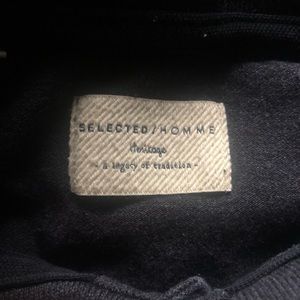 SELECTED/HOMME
Heritage
- A legacy of tradition -